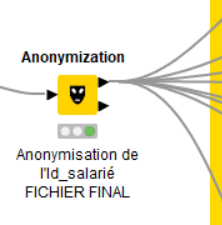 Anonymization
Anonymisation de
l'Id_salarié
FICHIER FINAL